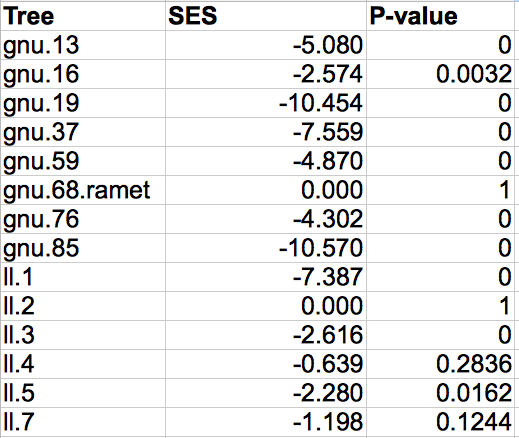 Tree SES P-value
gnu.13 -5.080 0
gnu.16 -2.574 0.0032
gnu.19 -10.454 0
gnu.37 -7.559 0
gnu.59 -4.870 0
gnu.68.ramet 0.000 1
gnu.76 -4.302 0
gnu.85 -10.570 0
ll.1 -7.387 0
ll.2 0.000 1
ll.3 -2.616 0
ll.4 -0.639 0.2836
ll.5 -2.280 0.0162
ll.7 -1.198 0.1244